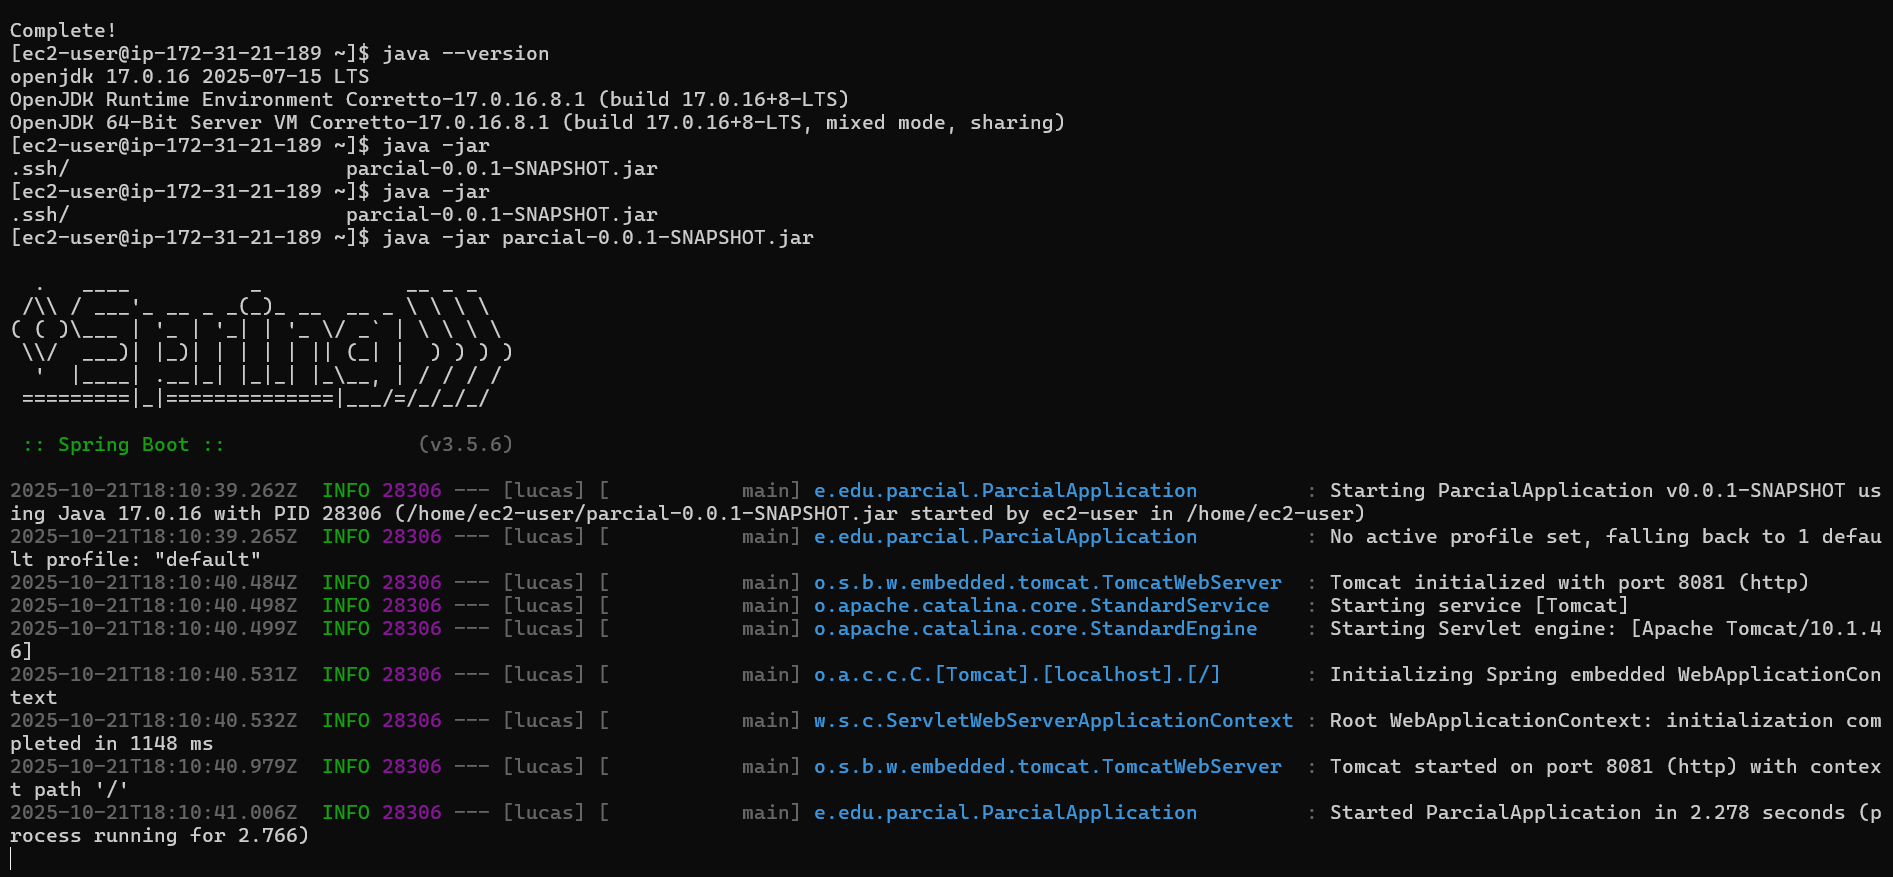 Complete!
[ec2-user@ip-172-31-21-189 ~]$ java --version
openjdk 17.0.16 2025-07-15 LTS
OpenJDK Runtime Environment Corretto-17.0.16.8.1 (build 17.0.16+8-LTS)
OpenJDK 64-Bit Server VM Corretto-17.0.16.8.1 (build 17.0.16+8-LTS, mixed mode, sharing)
[ec2-user@ip-172-31-21-189 ~]$ java -jar
.ssh/                       parcial-0.0.1-SNAPSHOT.jar
[ec2-user@ip-172-31-21-189 ~]$ java -jar
.ssh/                       parcial-0.0.1-SNAPSHOT.jar
[ec2-user@ip-172-31-21-189 ~]$ java -jar parcial-0.0.1-SNAPSHOT.jar

  .   ____          _            __ _ _
 /\\ / ___'_ __ _ _(_)_ __  __ _ \ \ \ \
( ( )\___ | '_ | '_| | '_ \/ _` | \ \ \ \
 \\/  ___)| |_)| | | | | || (_| |  ) ) ) )
  '  |____| .__|_| |_|_| |_\__, | / / / /
 =========|_|==============|___/=/_/_/_/

 :: Spring Boot ::                (v3.5.6)

2025-10-21T18:10:39.262Z  INFO 28306 --- [lucas] [           main] e.edu.parcial.ParcialApplication         : Starting ParcialApplication v0.0.1-SNAPSHOT us
ing Java 17.0.16 with PID 28306 (/home/ec2-user/parcial-0.0.1-SNAPSHOT.jar started by ec2-user in /home/ec2-user)
2025-10-21T18:10:39.265Z  INFO 28306 --- [lucas] [           main] e.edu.parcial.ParcialApplication         : No active profile set, falling back to 1 defau
lt profile: "default"
2025-10-21T18:10:40.484Z  INFO 28306 --- [lucas] [           main] o.s.b.w.embedded.tomcat.TomcatWebServer  : Tomcat initialized with port 8081 (http)
2025-10-21T18:10:40.498Z  INFO 28306 --- [lucas] [           main] o.apache.catalina.core.StandardService   : Starting service [Tomcat]
2025-10-21T18:10:40.499Z  INFO 28306 --- [lucas] [           main] o.apache.catalina.core.StandardEngine    : Starting Servlet engine: [Apache Tomcat/10.1.4
6]
2025-10-21T18:10:40.531Z  INFO 28306 --- [lucas] [           main] o.a.c.c.C.[Tomcat].[localhost].[/]       : Initializing Spring embedded WebApplicationCon
text
2025-10-21T18:10:40.532Z  INFO 28306 --- [lucas] [           main] w.s.c.ServletWebServerApplicationContext : Root WebApplicationContext: initialization com
pleted in 1148 ms
2025-10-21T18:10:40.979Z  INFO 28306 --- [lucas] [           main] o.s.b.w.embedded.tomcat.TomcatWebServer  : Tomcat started on port 8081 (http) with contex
t path '/'
2025-10-21T18:10:41.006Z  INFO 28306 --- [lucas] [           main] e.edu.parcial.ParcialApplication         : Started ParcialApplication in 2.278 seconds (p
rocess running for 2.766)